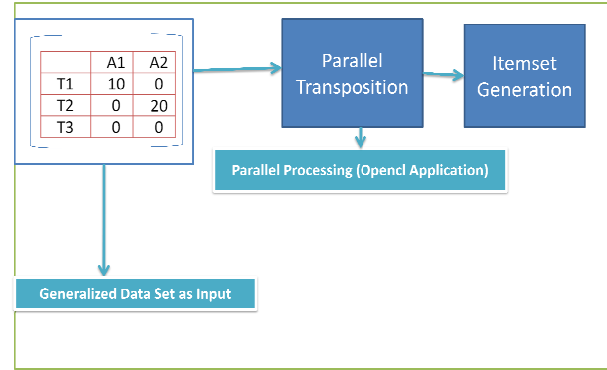 A1 A2
T1 10 0
T2 0 20
T3 0 0
Parallel
Transposition
Itemset
Generation
Parallel Processing (Opencl Application)
Generalized Data Set as Input